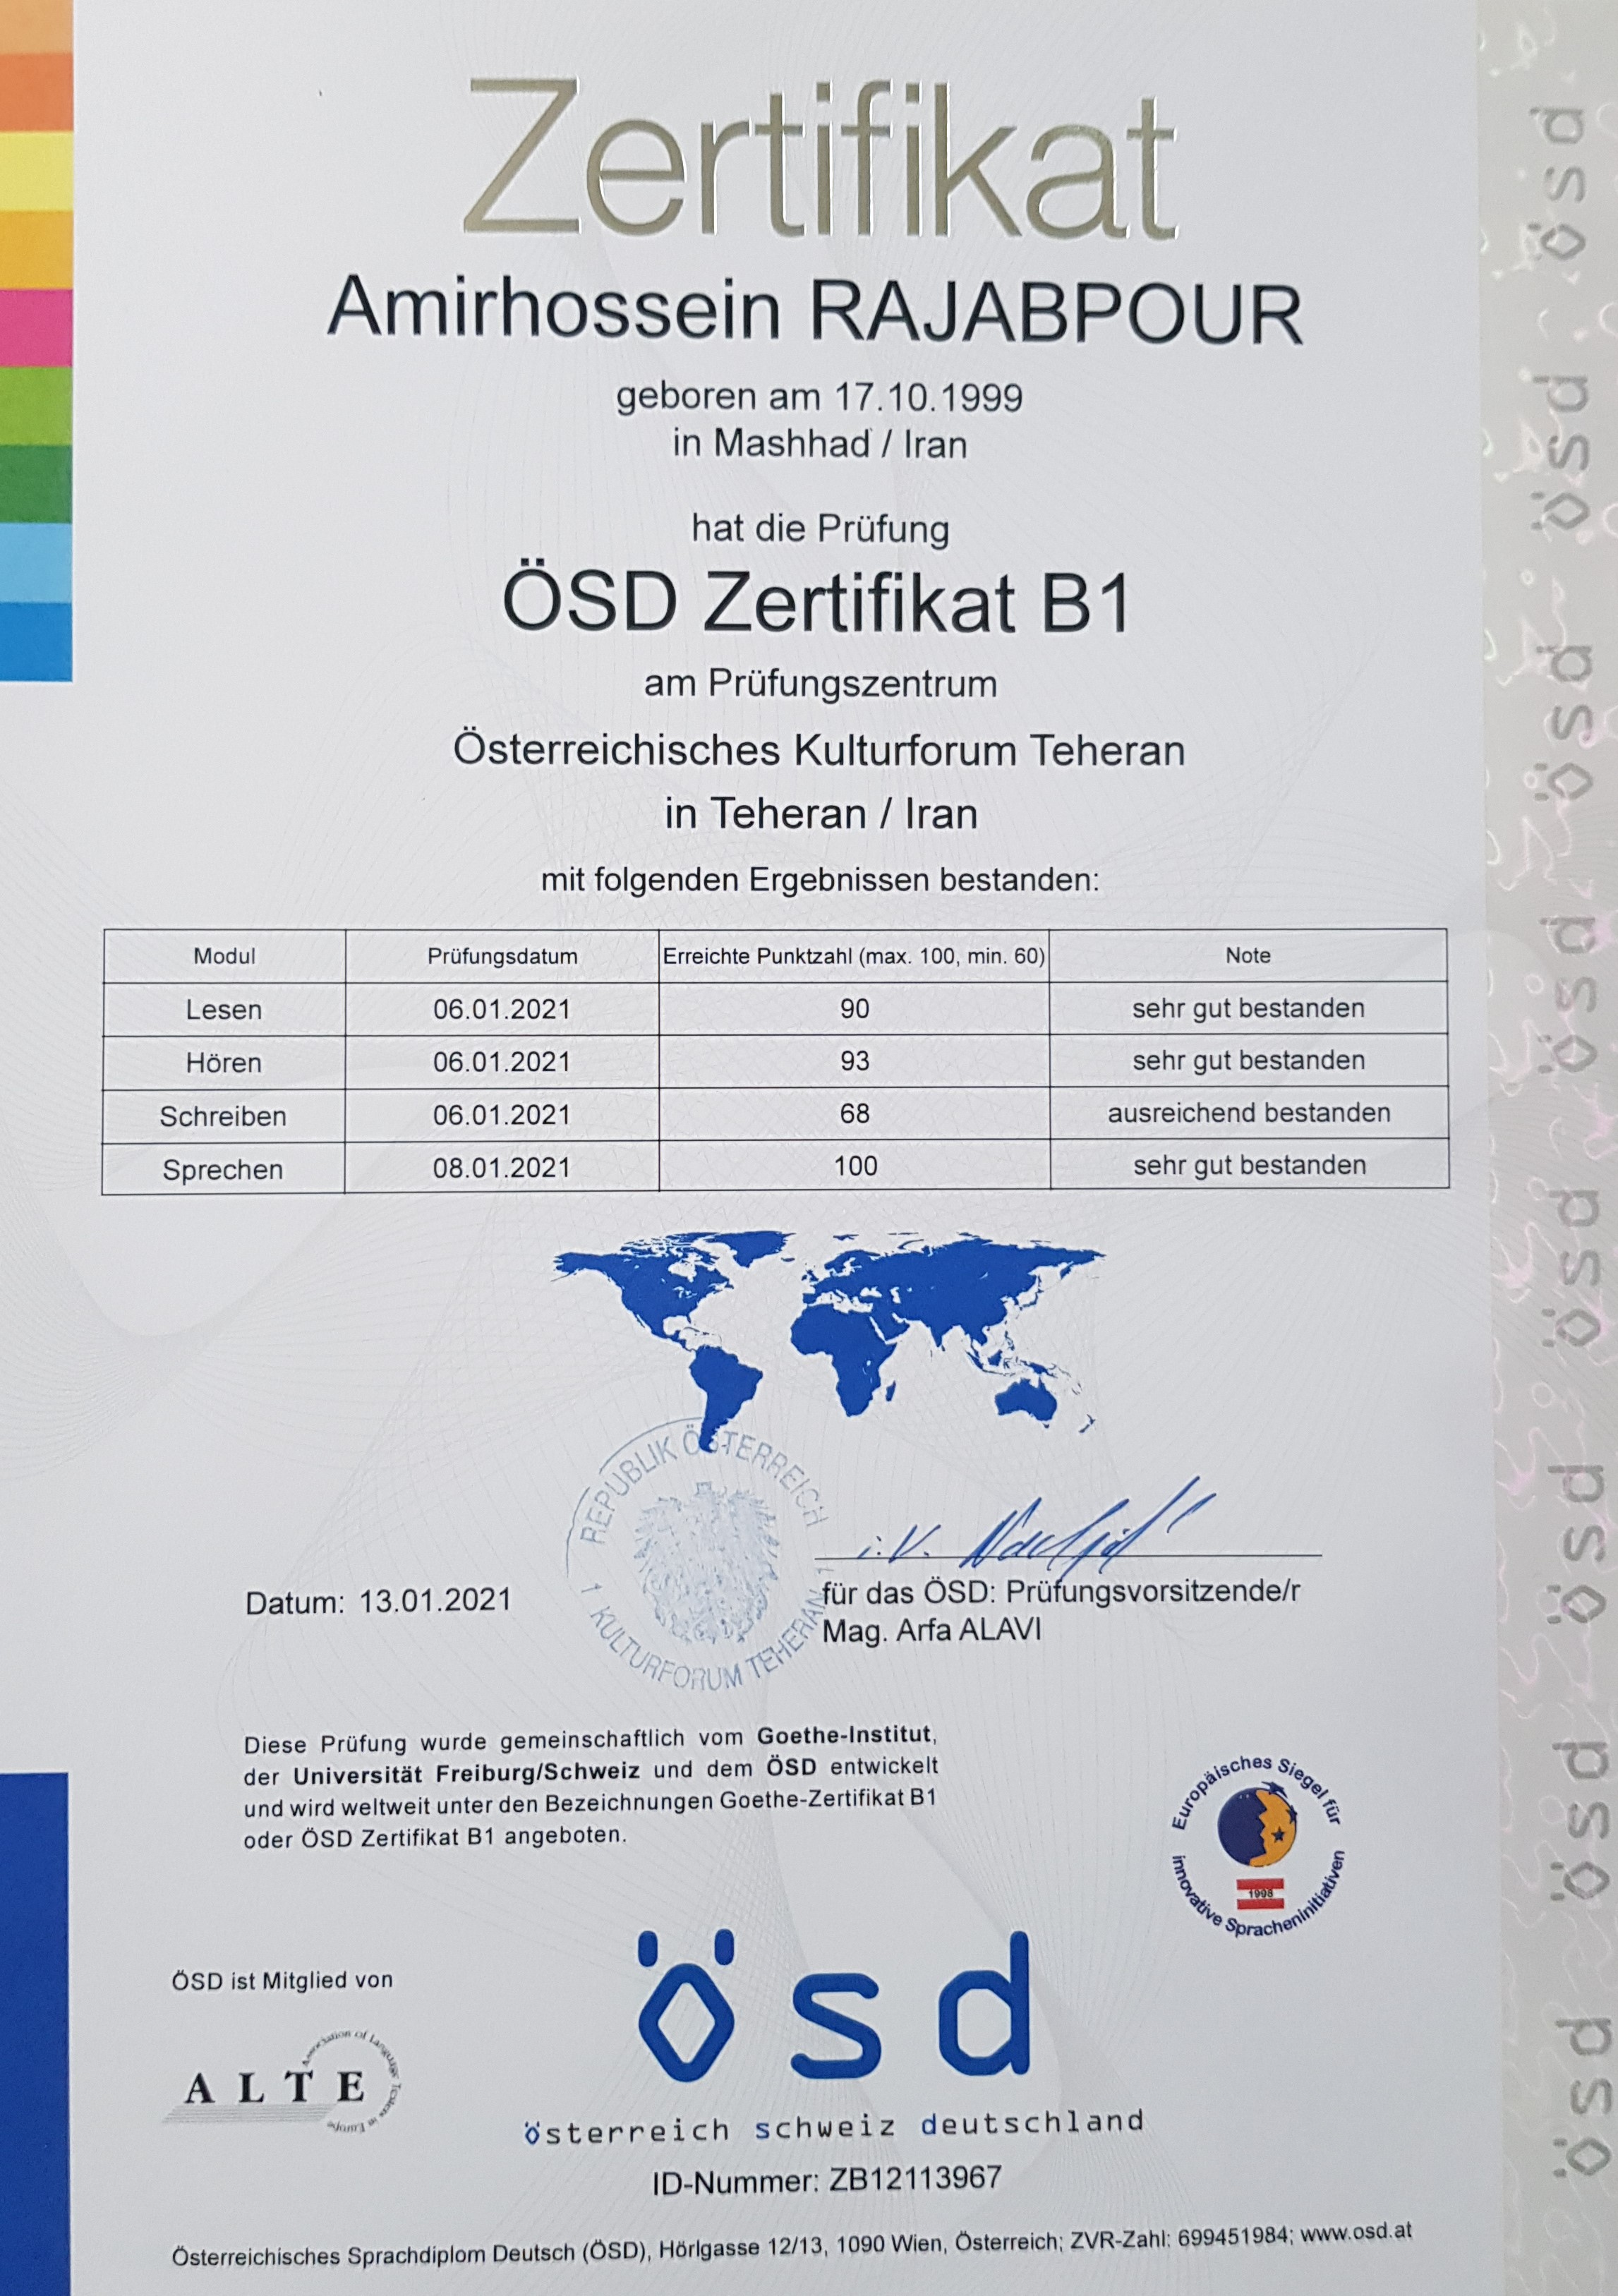 Zertifikat
Amirhossein RAJABPOUR
geboren am 17.10.1999
in Mashhad / Iran
hat die Prüfung
ÖSD Zertifikat B1
am Prüfungszentrum
Österreichisches Kulturforum Teheran
in Teheran / Iran
mit folgenden Ergebnissen bestanden:
Modul Prüfungsdatum Erreichte Punktzahl (max. 100, min. 60) Note
Lesen 06.01.2021 90 sehr gut bestanden
Hören 06.01.2021 93 sehr gut bestanden
Schreiben 06.01.2021 68 ausreichend bestanden
Sprechen 08.01.2021 100 sehr gut bestanden
REPUBLIK ÖSTERREICH
1 KULTURFORUM TEHERAN 1
i.V.
Datum: 13.01.2021
für das ÖSD: Prüfungsvorsitzende/r
Mag. Arfa ALAVI
Diese Prüfung wurde gemeinschaftlich vom Goethe-Institut,
der Universität Freiburg/Schweiz und dem ÖSD entwickelt
und wird weltweit unter den Bezeichnungen Goethe-Zertifikat B1
oder ÖSD Zertifikat B1 angeboten.
Europäisches Siegel für
innovative Spracheninitiativen
1998
ÖSD ist Mitglied von
ALTE
Association of Language Testers in Europe
ösd
österreich schweiz deutschland
ID-Nummer: ZB12113967
Österreichisches Sprachdiplom Deutsch (ÖSD), Hörlgasse 12/13, 1090 Wien, Österreich; ZVR-Zahl: 699451984; www.osd.at
ösd ösd ösd ösd ösd ösd ösd ösd